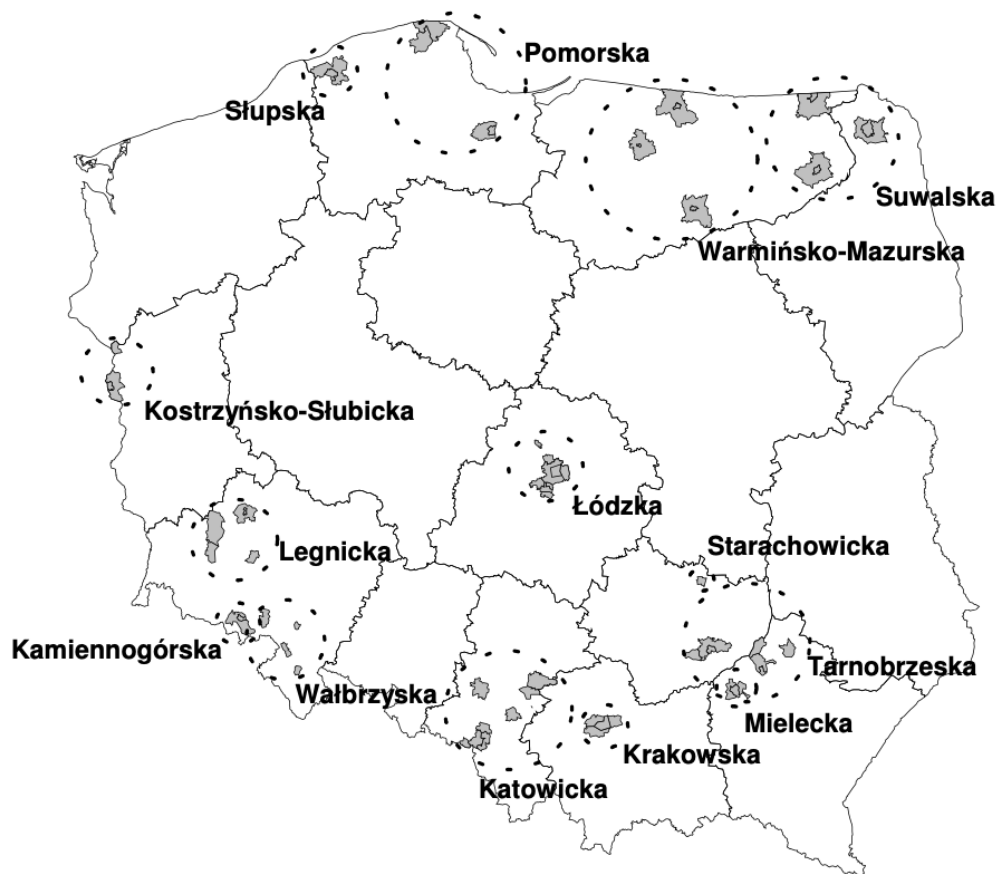 Pomorska
Słupska
Suwalska
Warmińsko-Mazurska
Kostrzyńsko-Słubicka
Łódzka
Starachowicka
Legnicka
Kamiennogórska
Tarnobrzeska
Wałbrzyska
Mielecka
Krakowska
Katowicka